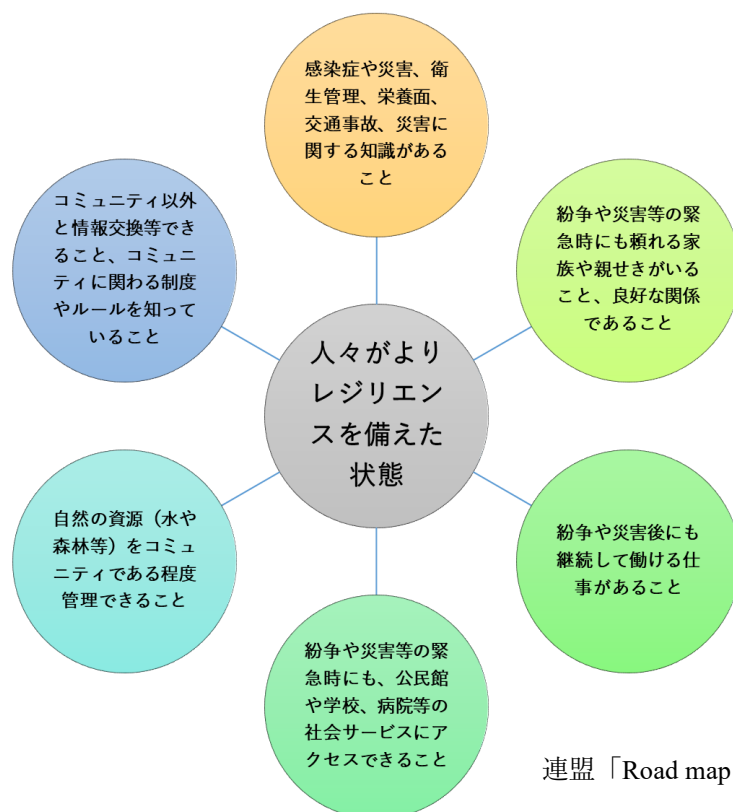 感染症や災害、衛
生管理、栄養面、
交通事故、災害に
関する知識がある
こと
コミュニティ以外
と情報交換等でき
ること、コミュニ
ティに関わる制度
やルールを知って
いること
紛争や災害等の緊
急時にも頼れる家
族や親せきがいる
こと、良好な関係
であること
人々がより
レジリエン
スを備えた
状態
自然の資源（水や
森林等）をコミュ
ニティである程度
管理できること
紛争や災害後にも
継続して働ける仕
事があること
紛争や災害等の緊
急時にも、公民館
や学校、病院等の
社会サービスにア
クセスできること
連盟「Road map